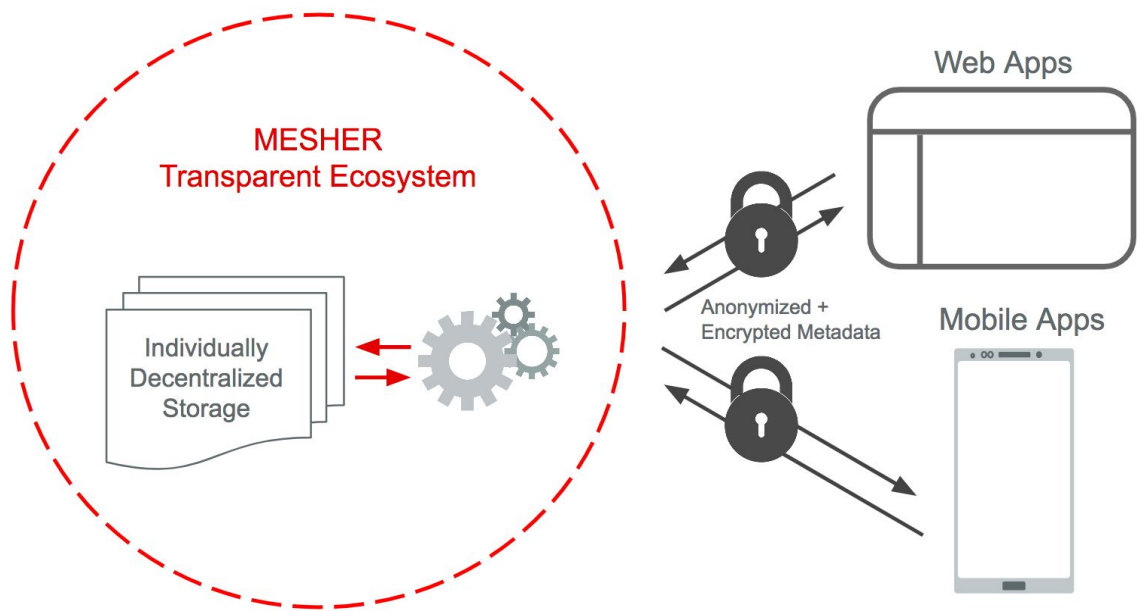 MESHER
Transparent Ecosystem
Individually
Decentralized
Storage
Web Apps
Anonymized +
Encrypted Metadata
Mobile Apps